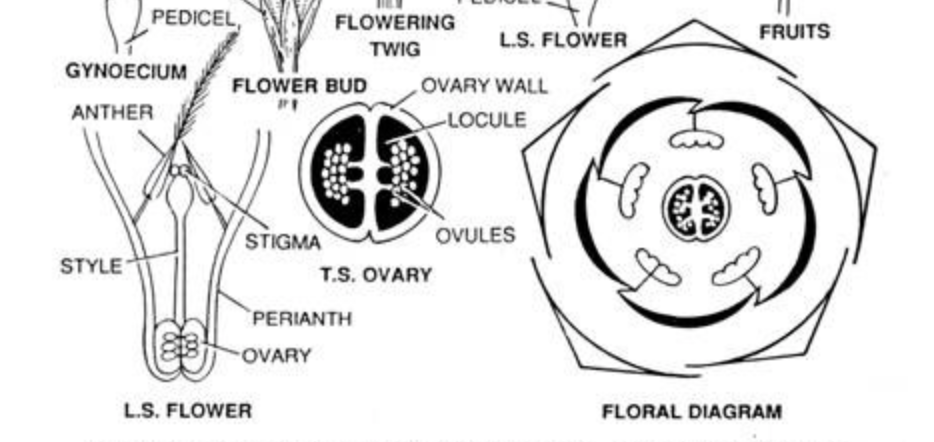 PEDICEL
FLOWERING
TWIG
PEDICEL
L.S. FLOWER
FRUITS
GYNOECIUM
FLOWER BUD
ANTHER
OVARY WALL
LOCULE
STIGMA
OVULES
STYLE
T.S. OVARY
PERIANTH
OVARY
L.S. FLOWER
FLORAL DIAGRAM